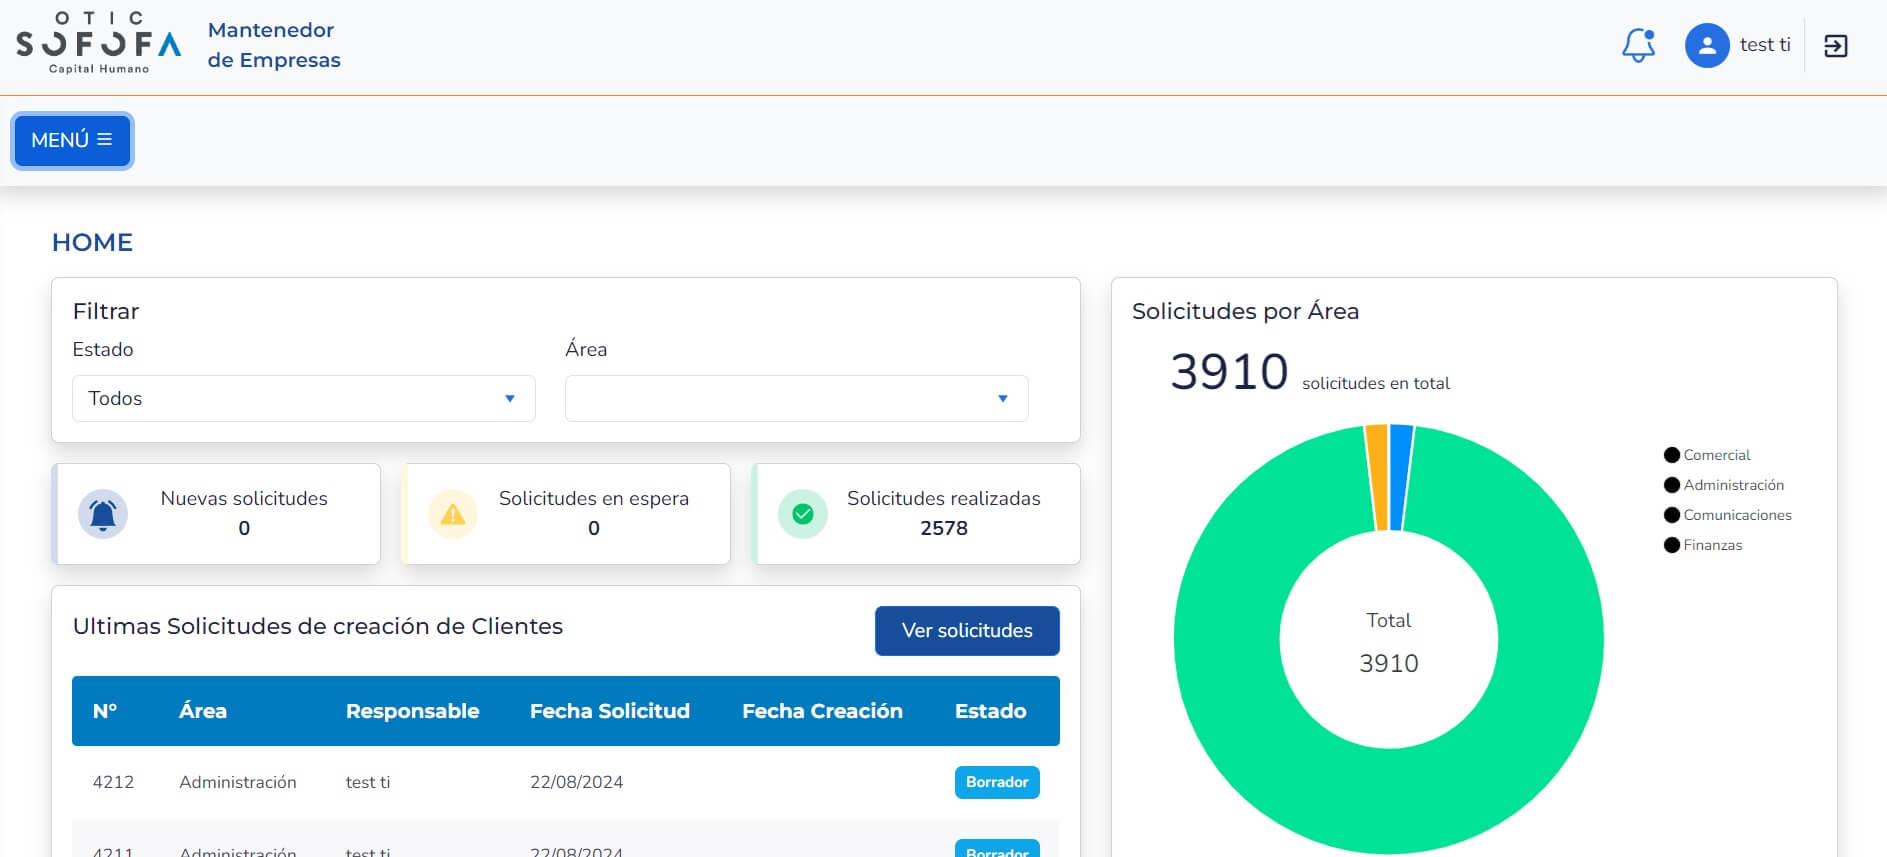 OTIC
SOFOFA
Capital Humano
Mantenedor
de Empresas
test ti
MENÚ
HOME
Filtrar
Estado
Área
Todos
Nuevas solicitudes
0
Solicitudes en espera
0
Solicitudes realizadas
2578
Ultimas Solicitudes de creación de Clientes
Ver solicitudes
N° Área Responsable Fecha Solicitud Fecha Creación Estado
4212 Administración test ti 22/08/2024 Borrador
4211 Administración test ti 22/08/2024 Borrador
Solicitudes por Área
3910 solicitudes en total
Total
3910
Comercial
Administración
Comunicaciones
Finanzas